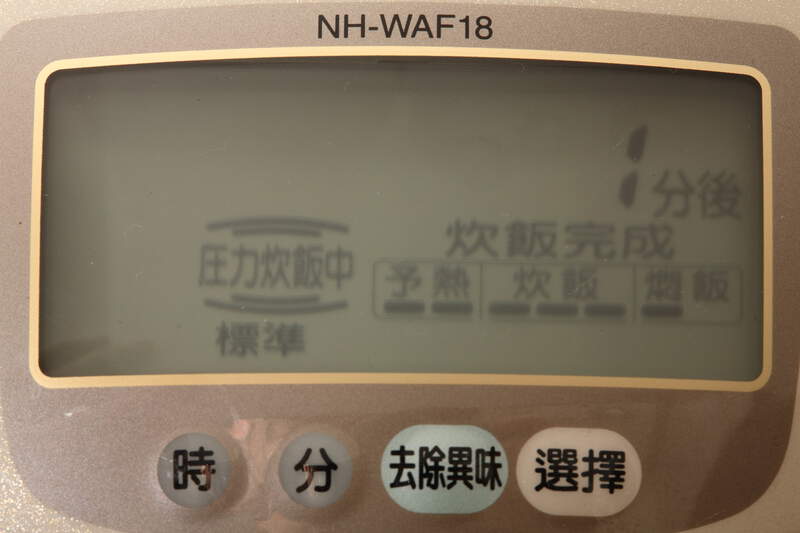 NH-WAF18
1分後
炊飯完成
圧力炊飯中
予熱 炊飯 燜飯
標準
時 分 去除異味 選擇